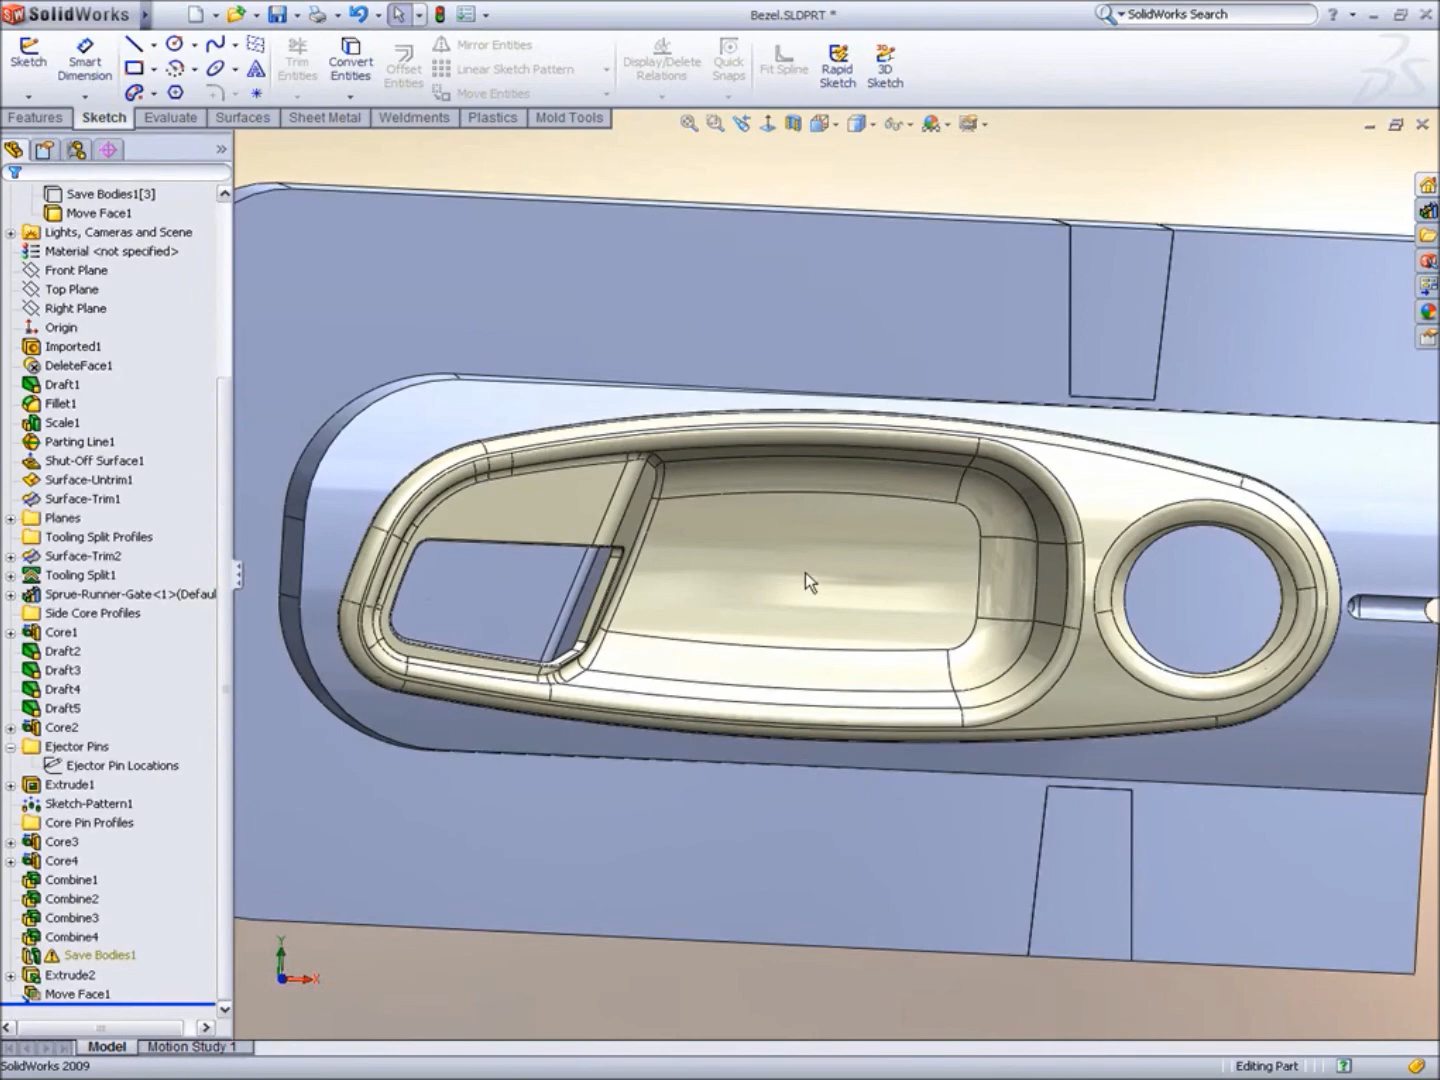 SolidWorks
Bezel.SLDPRT *
SolidWorks Search
?
Sketch
Smart Dimension
Trim Entities
Convert Entities
Offset Entities
Mirror Entities
Linear Sketch Pattern
Move Entities
Display/Delete Relations
Quick Snaps
Fit Spline
Rapid Sketch
3D Sketch
Features
Sketch
Evaluate
Surfaces
Sheet Metal
Weldments
Plastics
Mold Tools
Save Bodies1[3]
Move Face1
Lights, Cameras and Scene
Material <not specified>
Front Plane
Top Plane
Right Plane
Origin
Imported1
DeleteFace1
Draft1
Fillet1
Scale1
Parting Line1
Shut-Off Surface1
Surface-Untrim1
Surface-Trim1
Planes
Tooling Split Profiles
Surface-Trim2
Tooling Split1
Sprue-Runner-Gate<1>(Defaul
Side Core Profiles
Core1
Draft2
Draft3
Draft4
Draft5
Core2
Ejector Pins
Ejector Pin Locations
Extrude1
Sketch-Pattern1
Core Pin Profiles
Core3
Core4
Combine1
Combine2
Combine3
Combine4
Save Bodies1
Extrude2
Move Face1
Y
X
Model
Motion Study 1
SolidWorks 2009
Editing Part
?